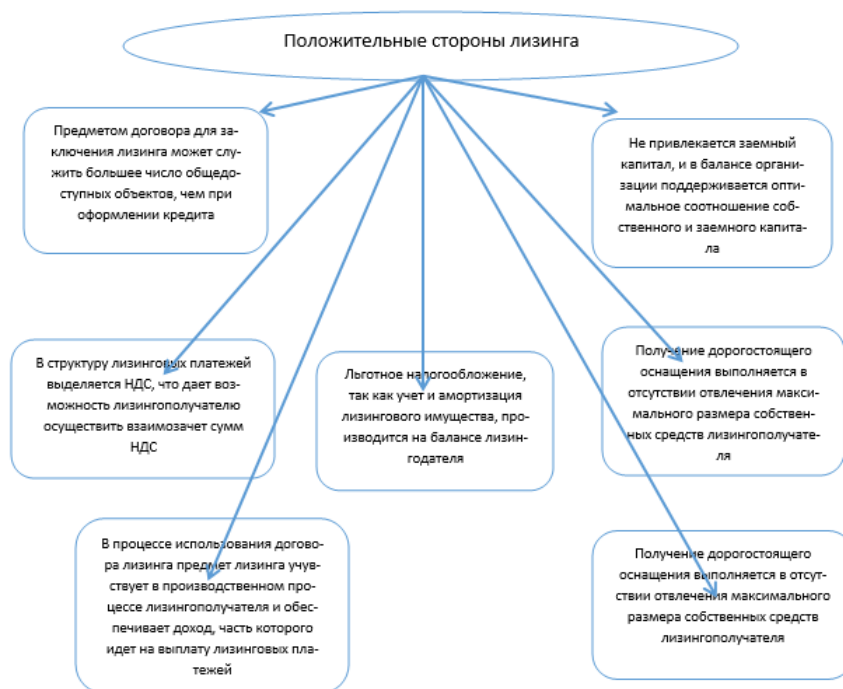 Положительные стороны лизинга
Предметом договора для за-
ключения лизинга может слу-
жить большее число общедо-
ступных объектов, чем при
оформлении кредита
Не привлекается заемный
капитал, и в балансе органи-
зации поддерживается опти-
мальное соотношение соб-
ственного и заемного капита-
ла
В структуру лизинговых платежей
выделяется НДС, что дает воз-
можность лизингополучателю
осуществить взаимозачет сумм
НДС
Льготное налогообложение,
так как учет и амортизация
лизингового имущества, про-
изводится на балансе лизин-
годателя
Получение дорогостоящего
оснащения выполняется в
отсутствии отвлечения макси-
мального размера собствен-
ных средств лизингополучате-
ля
В процессе использования догово-
ра лизинга предмет лизинга учув-
ствует в производственном про-
цессе лизингополучателя и обес-
печивает доход, часть которого
идет на выплату лизинговых пла-
тежей
Получение дорогостоящего
оснащения выполняется в отсут-
ствии отвлечения максимального
размера собственных средств
лизингополучателя